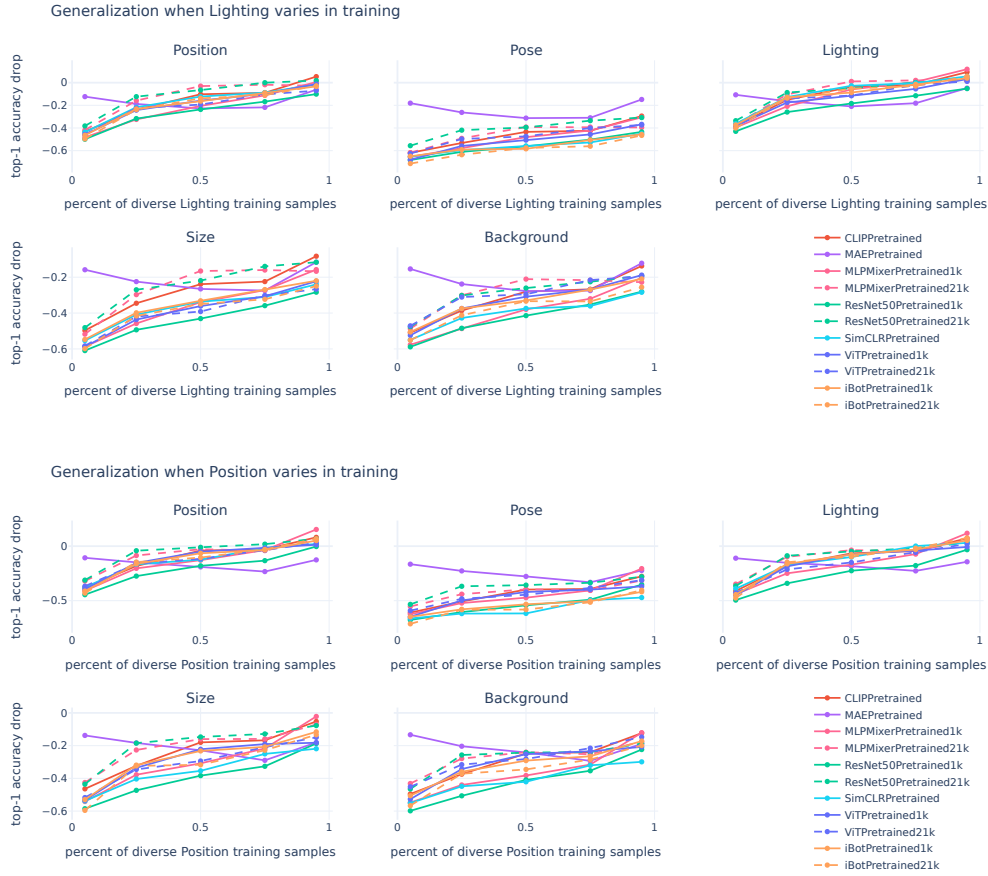 Generalization when Lighting varies in training
Position
Pose
Lighting
top-1 accuracy drop
0
−0.2
−0.4
−0.6
0
0.5
1
0
0.5
1
0
0.5
1
percent of diverse Lighting training samples
percent of diverse Lighting training samples
percent of diverse Lighting training samples
Size
Background
top-1 accuracy drop
−0.2
−0.4
−0.6
0
0.5
1
0
0.5
1
percent of diverse Lighting training samples
percent of diverse Lighting training samples
CLIPPretrained
MAEPretrained
MLPMixerPretrained1k
MLPMixerPretrained21k
ResNet50Pretrained1k
ResNet50Pretrained21k
SimCLRPretrained
ViTPretrained1k
ViTPretrained21k
iBotPretrained1k
iBotPretrained21k
Generalization when Position varies in training
Position
Pose
Lighting
top-1 accuracy drop
0
−0.5
0
0.5
1
0
0.5
1
0
0.5
1
percent of diverse Position training samples
percent of diverse Position training samples
percent of diverse Position training samples
Size
Background
top-1 accuracy drop
0
−0.2
−0.4
−0.6
0
0.5
1
0
0.5
1
percent of diverse Position training samples
percent of diverse Position training samples
CLIPPretrained
MAEPretrained
MLPMixerPretrained1k
MLPMixerPretrained21k
ResNet50Pretrained1k
ResNet50Pretrained21k
SimCLRPretrained
ViTPretrained1k
ViTPretrained21k
iBotPretrained1k
iBotPretrained21k